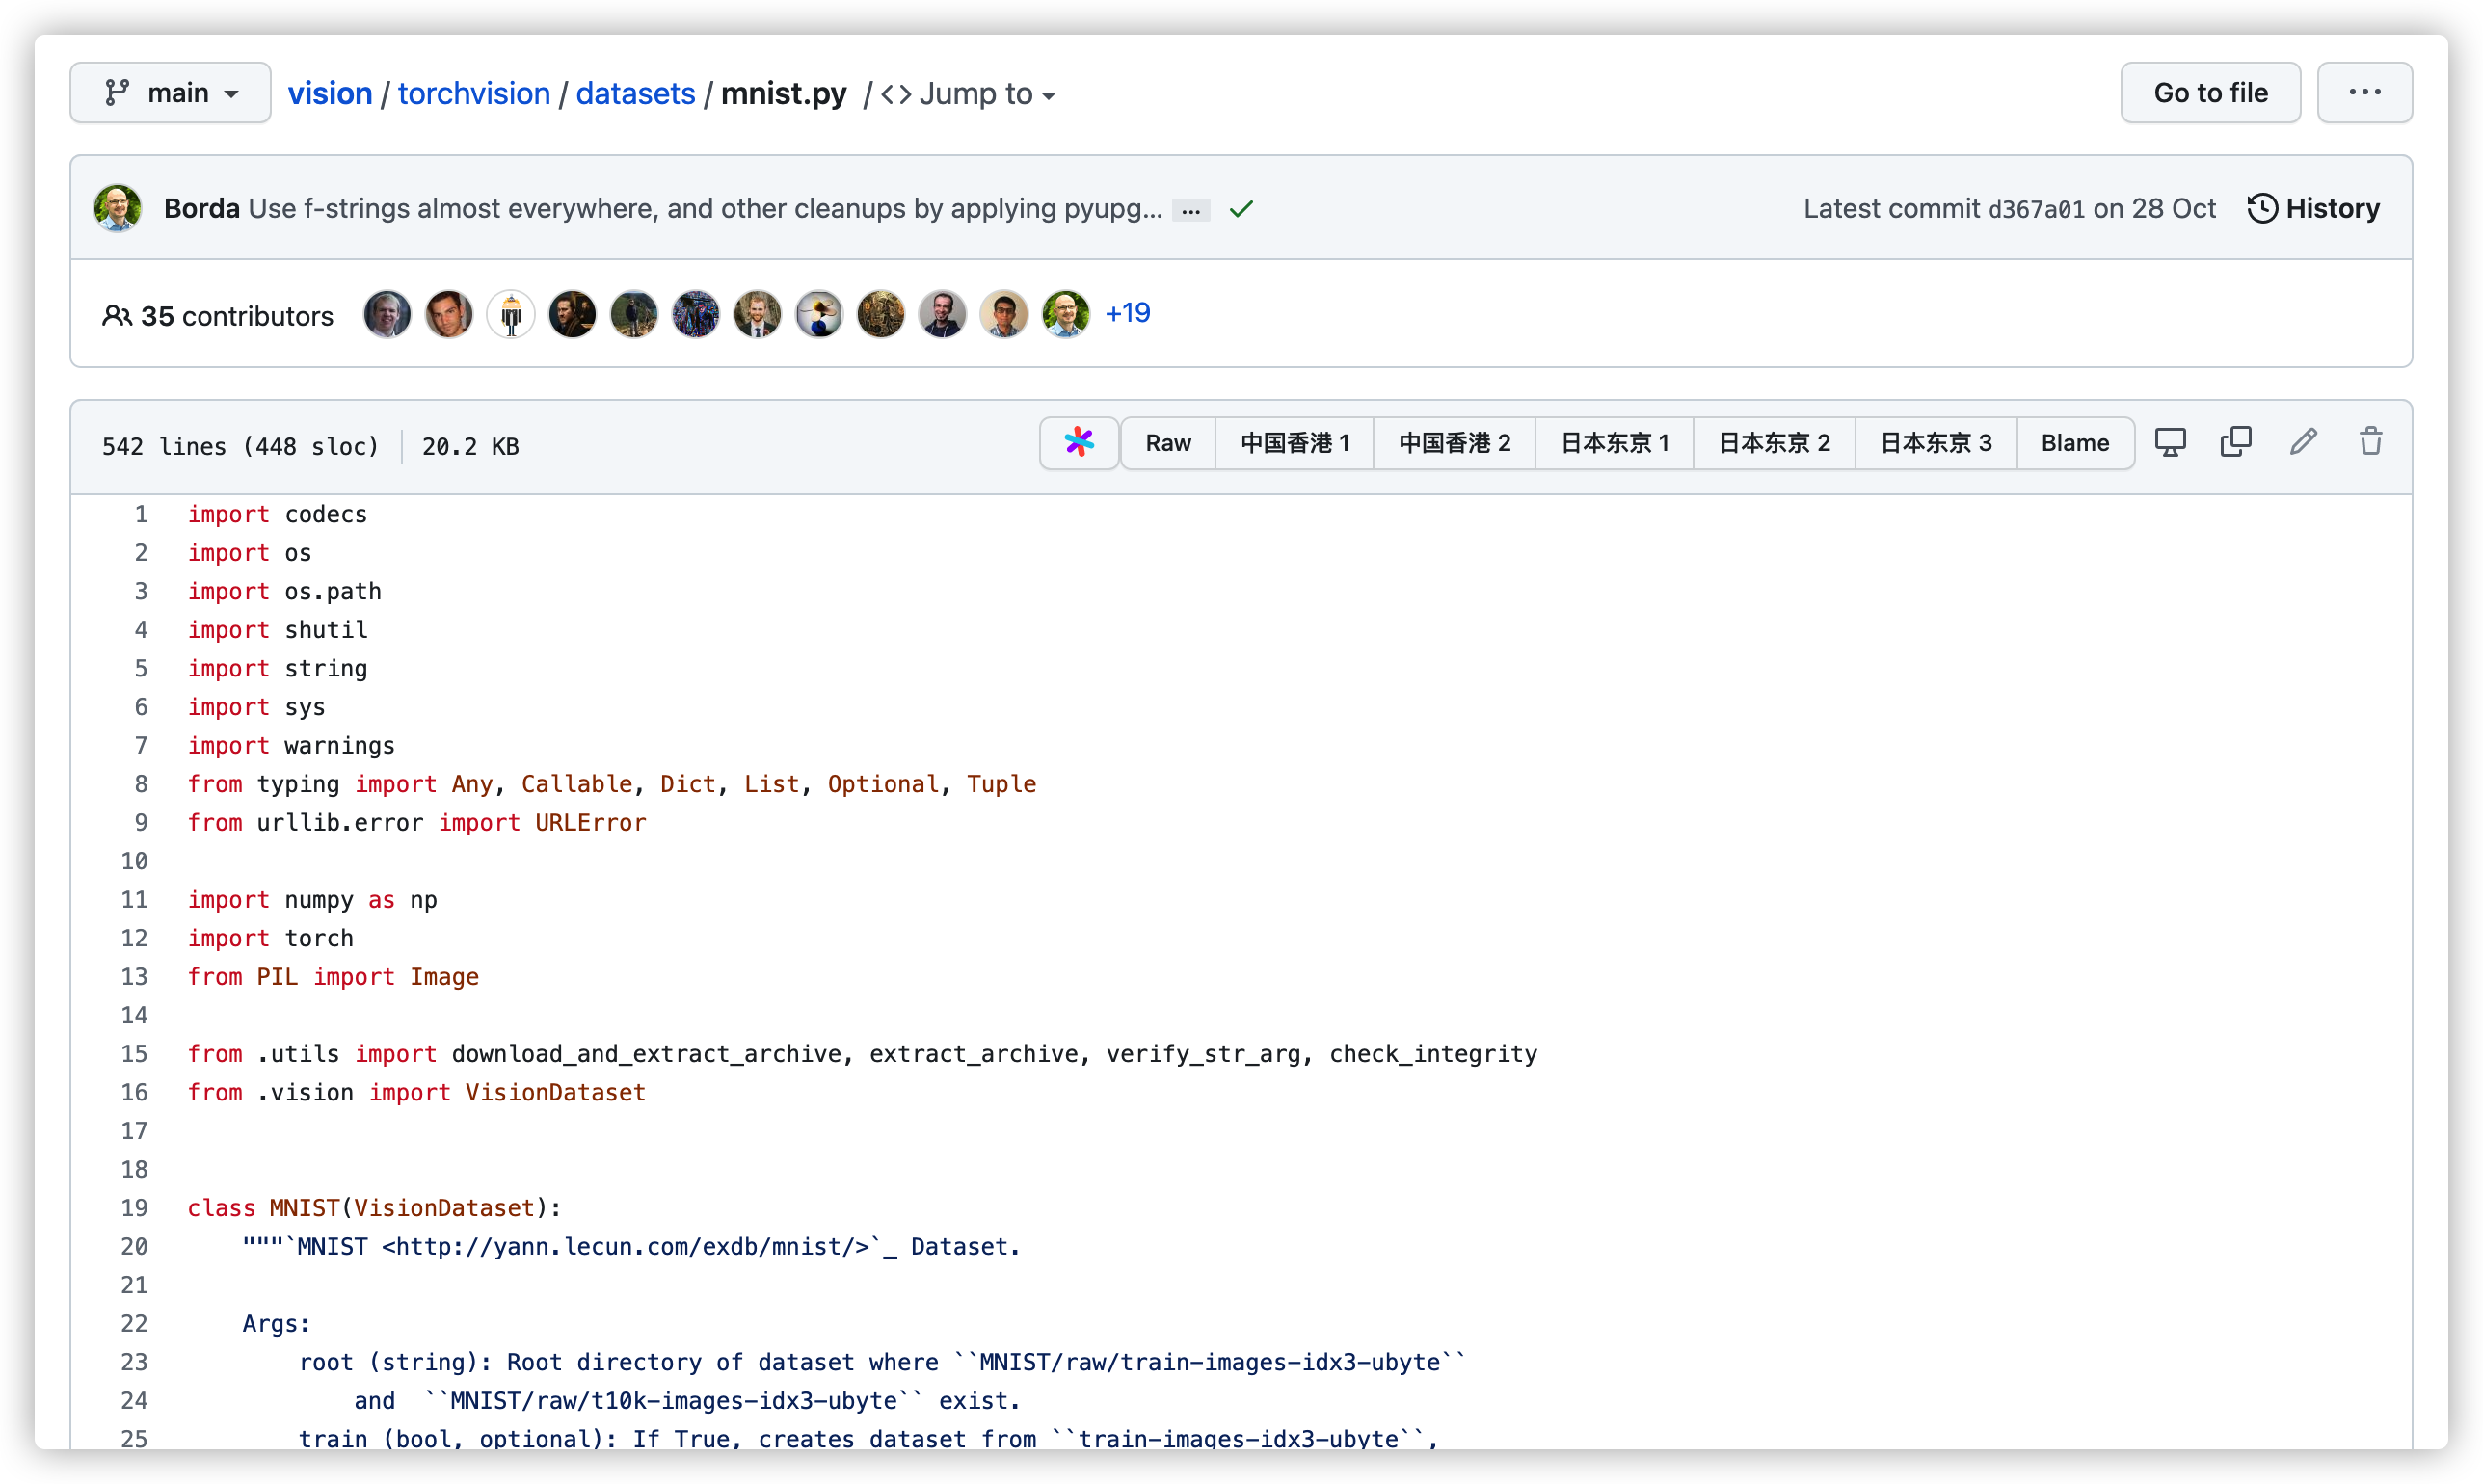 main vision / torchvision / datasets / mnist.py / <> Jump to Go to file ...
Borda Use f-strings almost everywhere, and other cleanups by applying pyupg... ... Latest commit d367a01 on 28 Oct History
35 contributors +19
542 lines (448 sloc) 20.2 KB Raw 中国香港 1 中国香港 2 日本东京 1 日本东京 2 日本东京 3 Blame
1 import codecs
2 import os
3 import os.path
4 import shutil
5 import string
6 import sys
7 import warnings
8 from typing import Any, Callable, Dict, List, Optional, Tuple
9 from urllib.error import URLError
10
11 import numpy as np
12 import torch
13 from PIL import Image
14
15 from .utils import download_and_extract_archive, extract_archive, verify_str_arg, check_integrity
16 from .vision import VisionDataset
17
18
19 class MNIST(VisionDataset):
20     """`MNIST <http://yann.lecun.com/exdb/mnist/>`_ Dataset.
21
22     Args:
23         root (string): Root directory of dataset where ``MNIST/raw/train-images-idx3-ubyte``
24             and  ``MNIST/raw/t10k-images-idx3-ubyte`` exist.
25         train (bool, optional): If True, creates dataset from ``train-images-idx3-ubyte``,